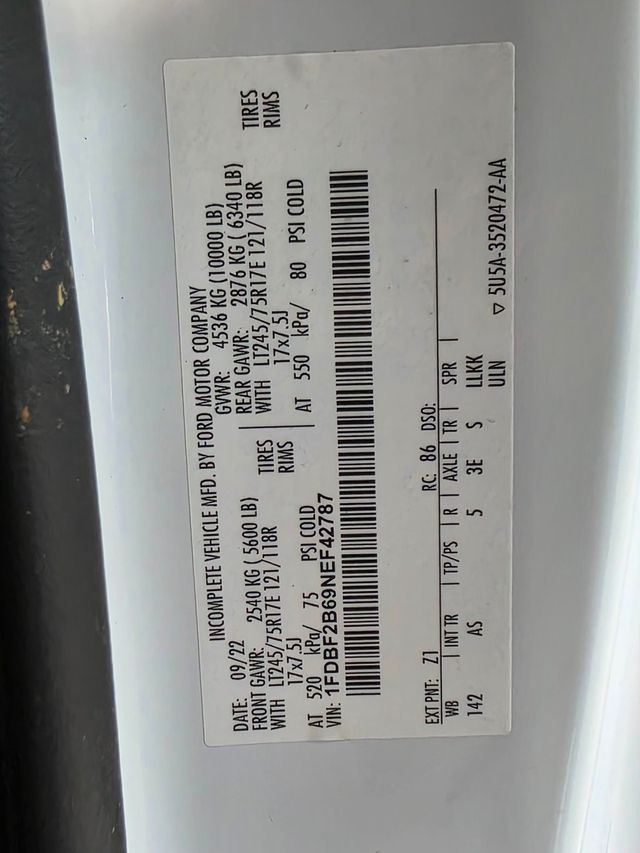 INCOMPLETE VEHICLE MFD. BY FORD MOTOR COMPANY
DATE: 09/22 GVWR: 4536 KG (10000 LB)
FRONT GAWR: 2540 KG ( 5600 LB) REAR GAWR: 2876 KG ( 6340 LB)
WITH LT245/75R17E 121/118R TIRES WITH LT245/75R17E 121/118R TIRES
17x7.5J RIMS 17x7.5J RIMS
AT 520 kPa/ 75 PSI COLD AT 550 kPa/ 80 PSI COLD
VIN: 1FDBF2B69NEF42787
EXT PNT: Z1 RC: 86 DSO:
WB | INT TR | TP/PS | R | AXLE | TR | SPR |
142 AS 5 3E S LLKK
ULN
▽ 5U5A-3520472-AA